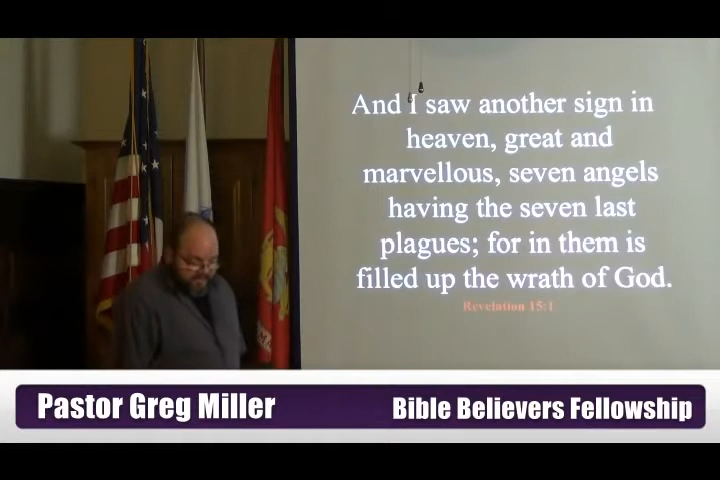 And I saw another sign in
heaven, great and
marvellous, seven angels
having the seven last
plagues; for in them is
filled up the wrath of God.
Revelation 15:1
Pastor Greg Miller
Bible Believers Fellowship